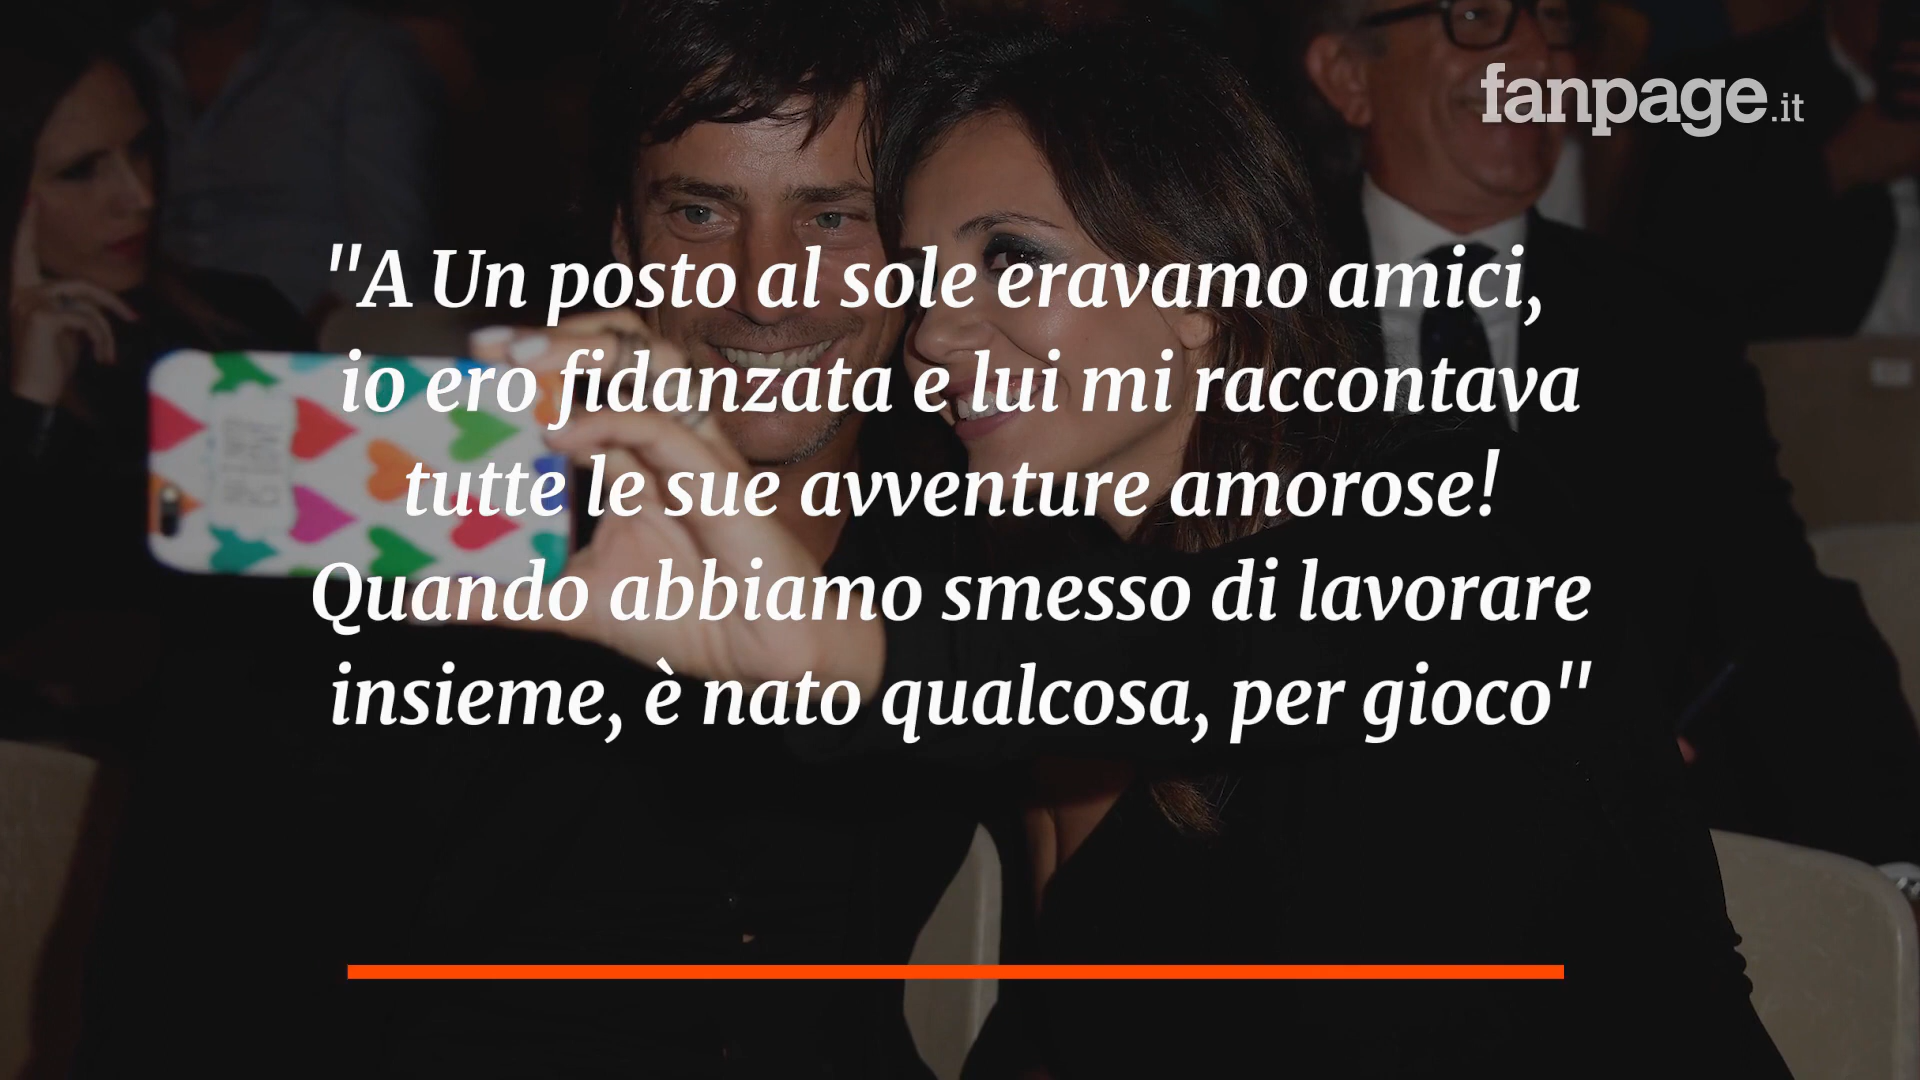 fanpage.it
"A Un posto al sole eravamo amici,
io ero fidanzata e lui mi raccontava
tutte le sue avventure amorose!
Quando abbiamo smesso di lavorare
insieme, è nato qualcosa, per gioco"